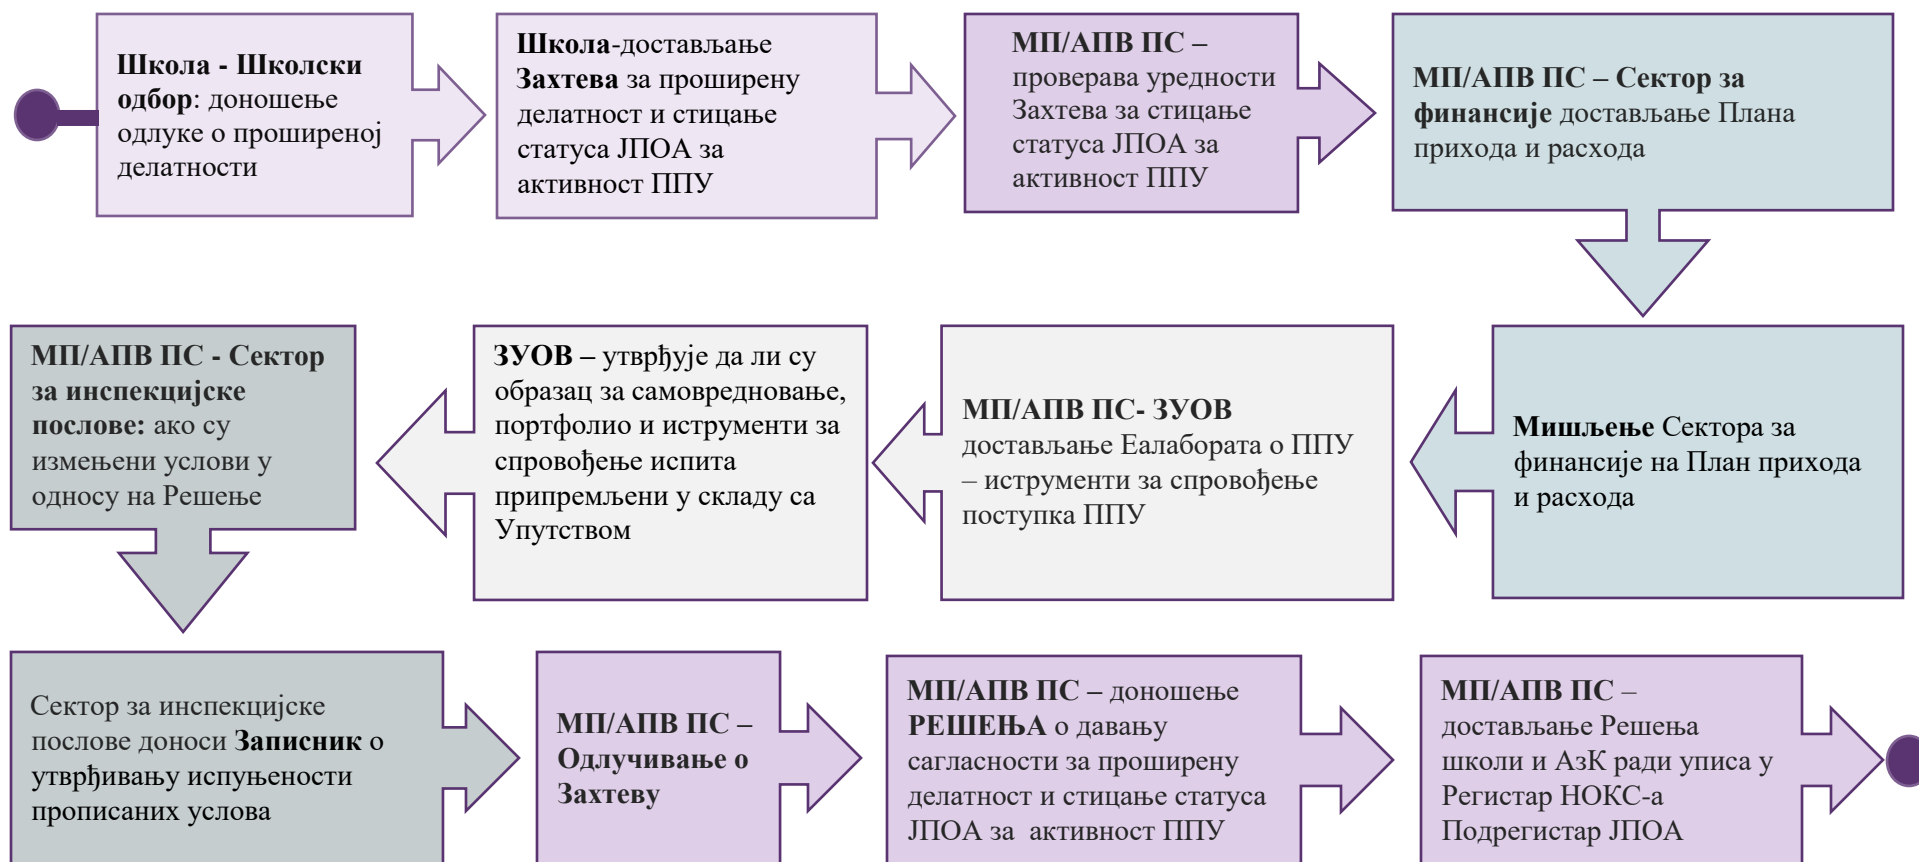 Школа - Школски
одбор: доношење
одлуке о проширеној
делатности
Школа-достављање
Захтева за проширену
делатност и стицање
статуса ЈПОА за
активност ППУ
МП/АПВ ПС –
проверава уредности
Захтева за стицање
статуса ЈПОА за
активност ППУ
МП/АПВ ПС – Сектор за
финансије достављање Плана
прихода и расхода
Мишљење Сектора за
финансије на План прихода
и расхода
МП/АПВ ПС- ЗУОВ
достављање Еалабората о ППУ
– иструменти за спровођење
поступка ППУ
ЗУОВ – утврђује да ли су
образац за самовредновање,
портфолио и иструменти за
спровођење испита
припремљени у складу са
Упутством
МП/АПВ ПС - Сектор
за инспекцијске
послове: ако су
измењени услови у
односу на Решење
Сектор за инспекцијске
послове доноси Записник о
утврђивању испуњености
прописаних услова
МП/АПВ ПС –
Одлучивање о
Захтеву
МП/АПВ ПС – доношење
РЕШЕЊА о давању
сагласности за проширену
делатност и стицање статуса
ЈПОА за активност ППУ
МП/АПВ ПС –
достављање Решења
школи и АзК ради уписа у
Регистар НОКС-а
Подрегистар ЈПОА